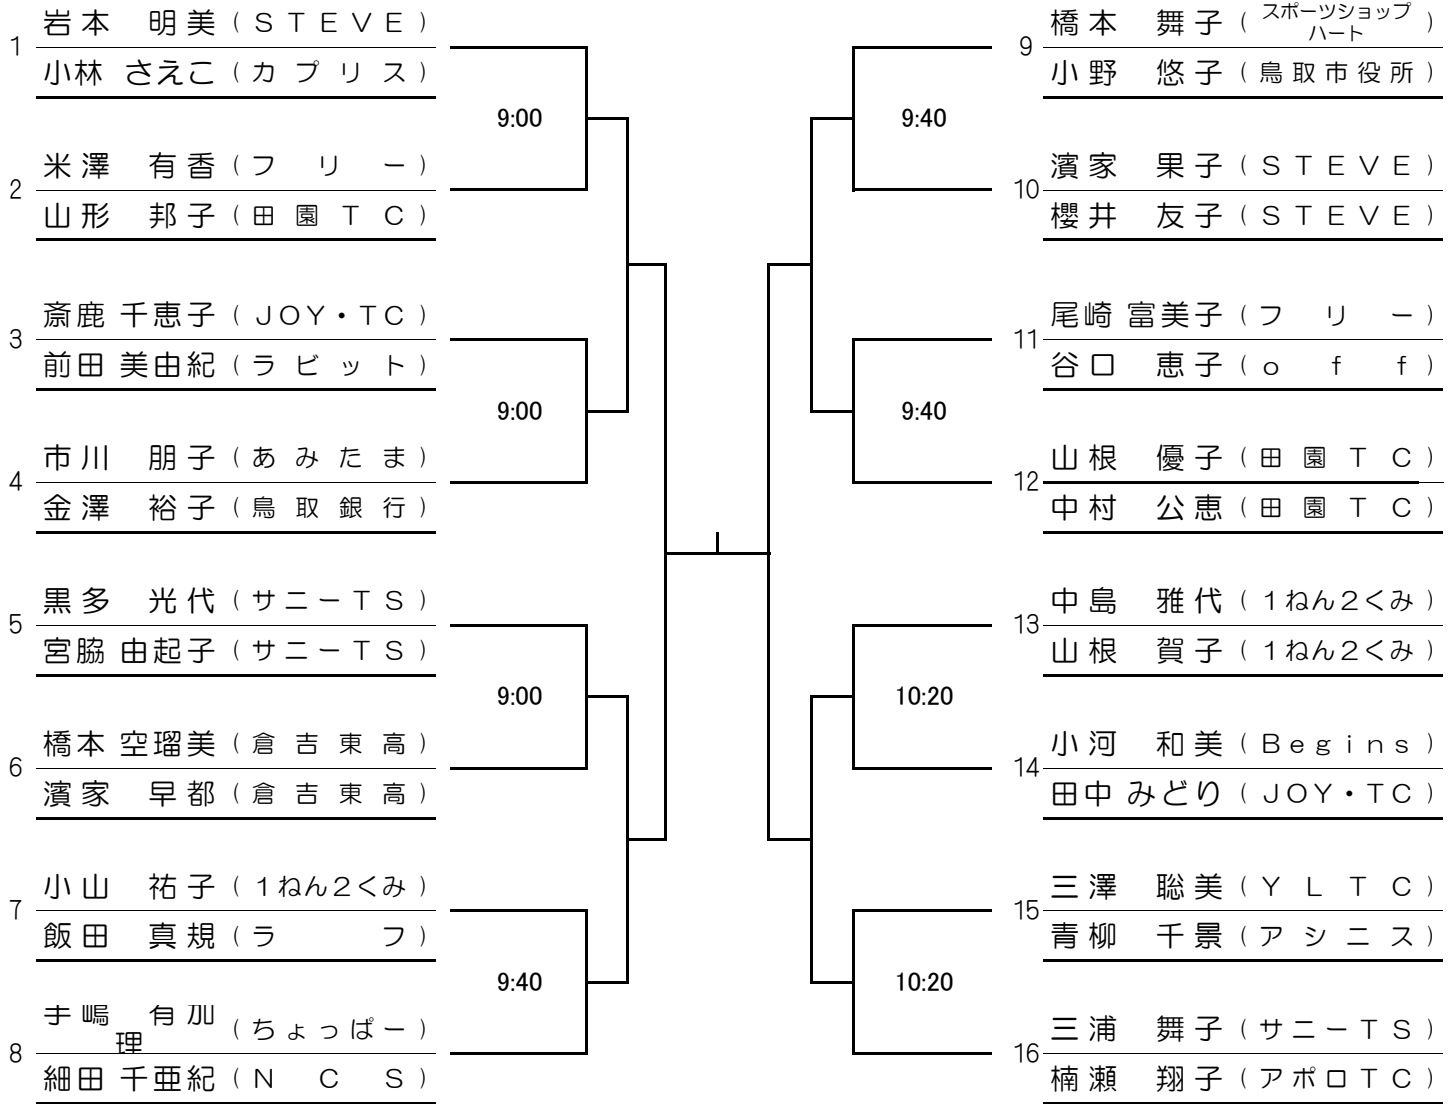 1
岩本 明美（ＳＴＥＶＥ）
小林 さえこ（カプリス）
9:00
2
米澤 有香（フリー）
山形 邦子（田園ＴＣ）
3
斎鹿 千恵子（ＪＯＹ・ＴＣ）
前田 美由紀（ラビット）
9:00
4
市川 朋子（あみたま）
金澤 裕子（鳥取銀行）
5
黒多 光代（サニーＴＳ）
宮脇 由起子（サニーＴＳ）
9:00
6
橋本 空瑠美（倉吉東高）
濱家 早都（倉吉東高）
7
小山 祐子（１ねん２くみ）
飯田 真規（ラフ）
9:40
8
手嶋 有加
理
（ちょっぱー）
細田 千亜紀（ＮＣＳ）
9
橋本 舞子（スポーツショップ
ハート）
小野 悠子（鳥取市役所）
9:40
10
濱家 果子（ＳＴＥＶＥ）
櫻井 友子（ＳＴＥＶＥ）
11
尾崎 富美子（フリー）
谷口 恵子（ｏｆｆ）
9:40
12
山根 優子（田園ＴＣ）
中村 公恵（田園ＴＣ）
13
中島 雅代（１ねん２くみ）
山根 賀子（１ねん２くみ）
10:20
14
小河 和美（Ｂｅｇｉｎｓ）
田中 みどり（ＪＯＹ・ＴＣ）
15
三澤 聡美（ＹＬＴＣ）
青柳 千景（アシニス）
10:20
16
三浦 舞子（サニーＴＳ）
楠瀬 翔子（アポロＴＣ）